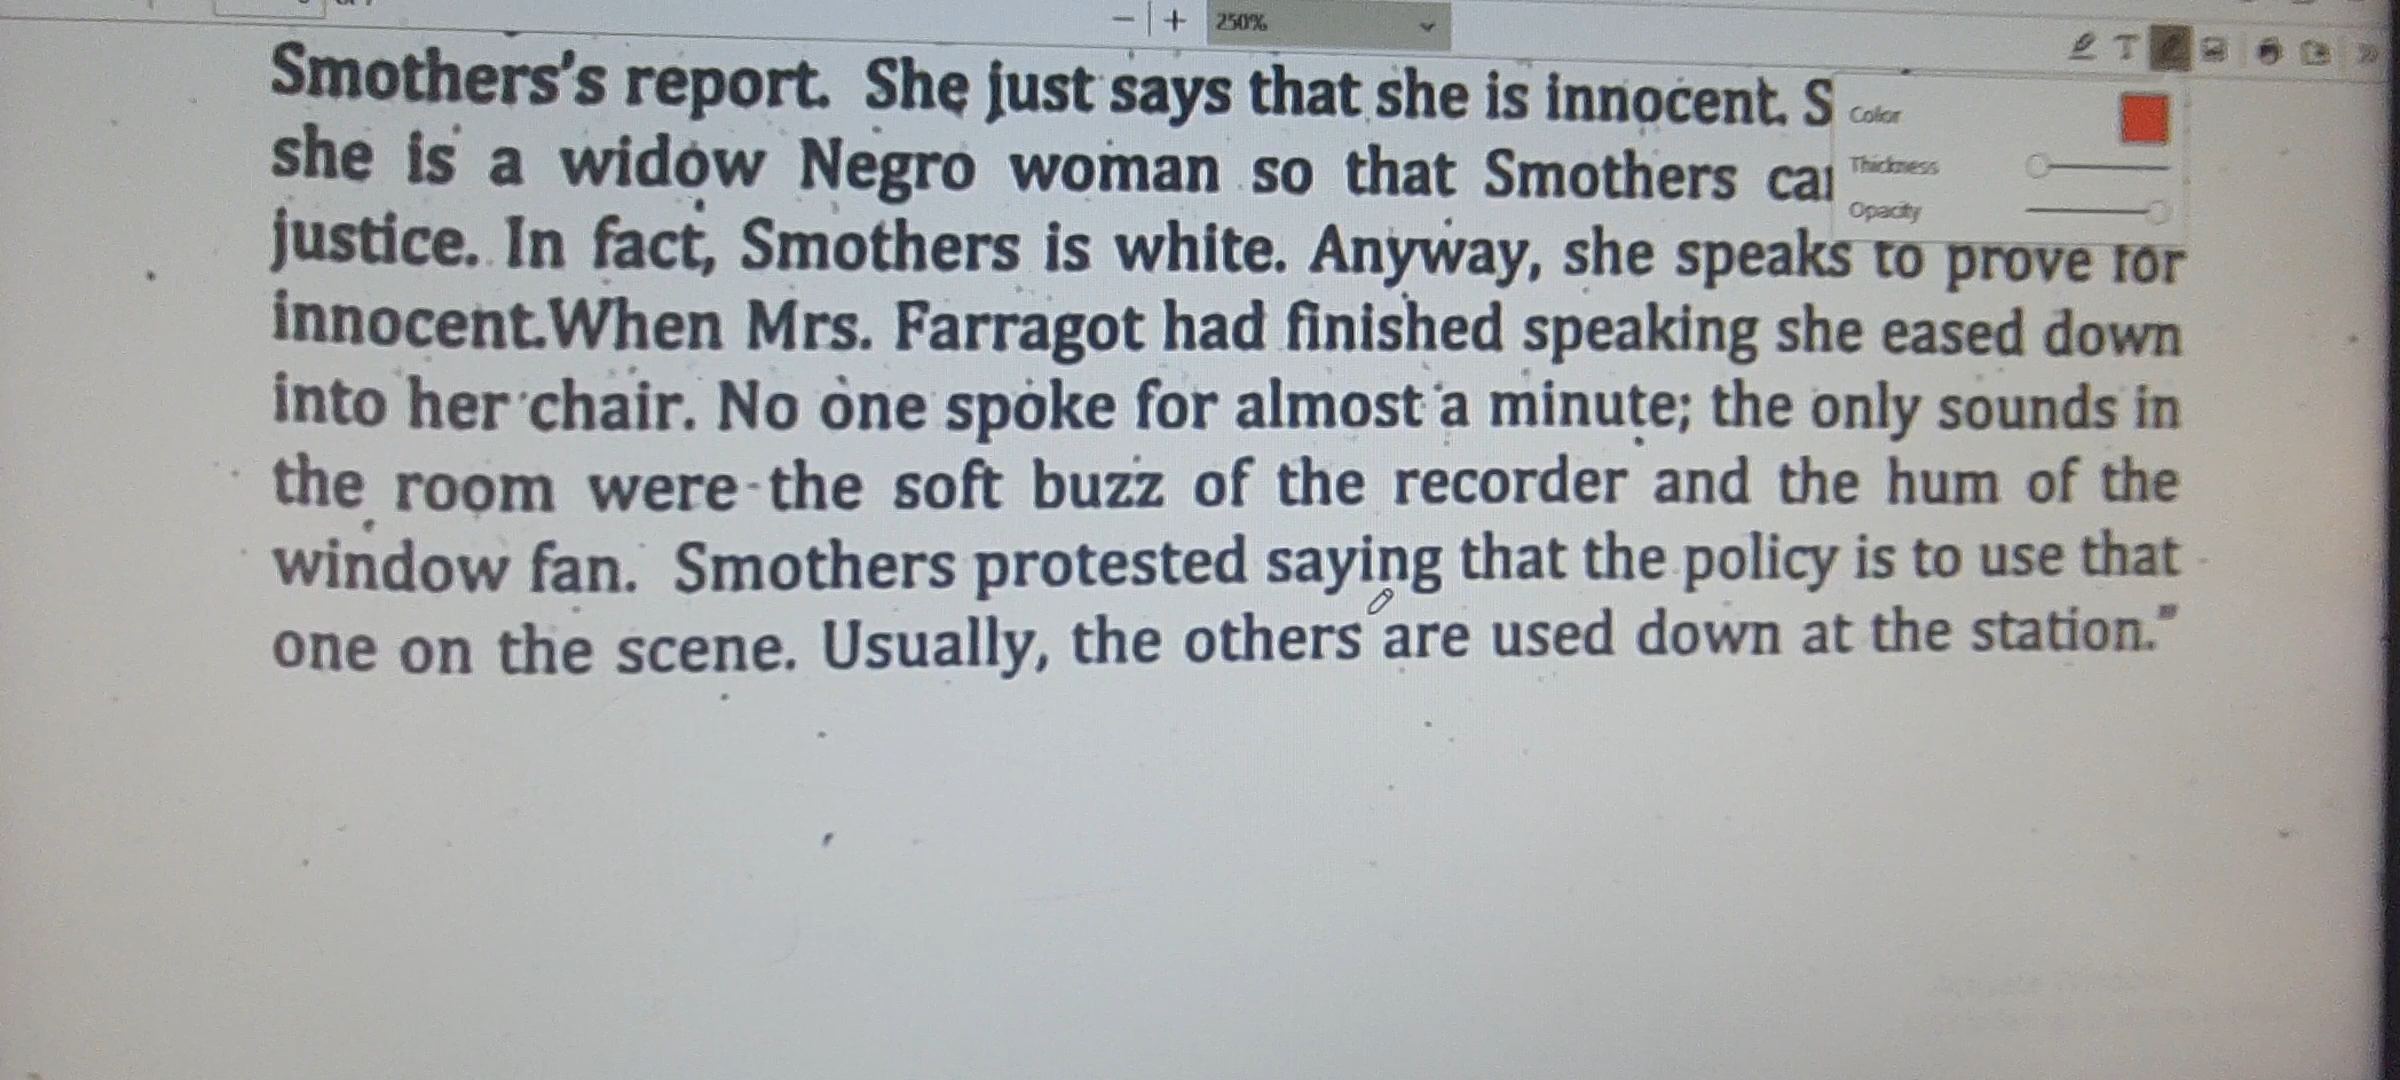 250%
Smothers's report. She just says that she is innocent. S
Color
she is a widow Negro woman so that Smothers
Thickness
Opacity
justice. In fact, Smothers is white. Anyway, she speaks to prove for
innocent.When Mrs. Farragot had finished speaking she eased down
into her chair. No one spoke for almost a minute; the only sounds in
the room were the soft buzz of the recorder and the hum of the
window fan. Smothers protested saying that the policy is to use that
one on the scene. Usually, the others are used down at the station."